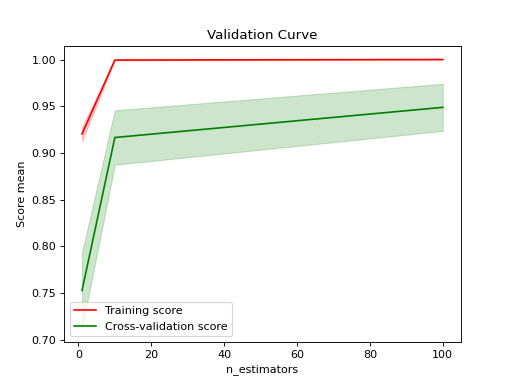 Validation Curve
1.00
0.95
0.90
0.85
0.80
0.75
0.70
Score mean
Training score
Cross-validation score
0 20 40 60 80 100
n_estimators